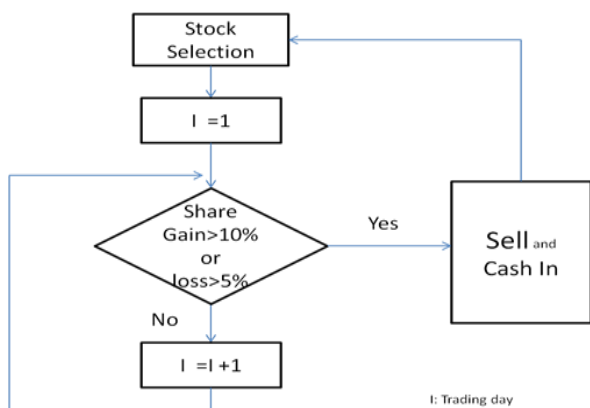 Stock
Selection
I =1
Share
Gain>10%
or
loss>5%
Yes
Sell and
Cash In
No
I =I +1
I: Trading day